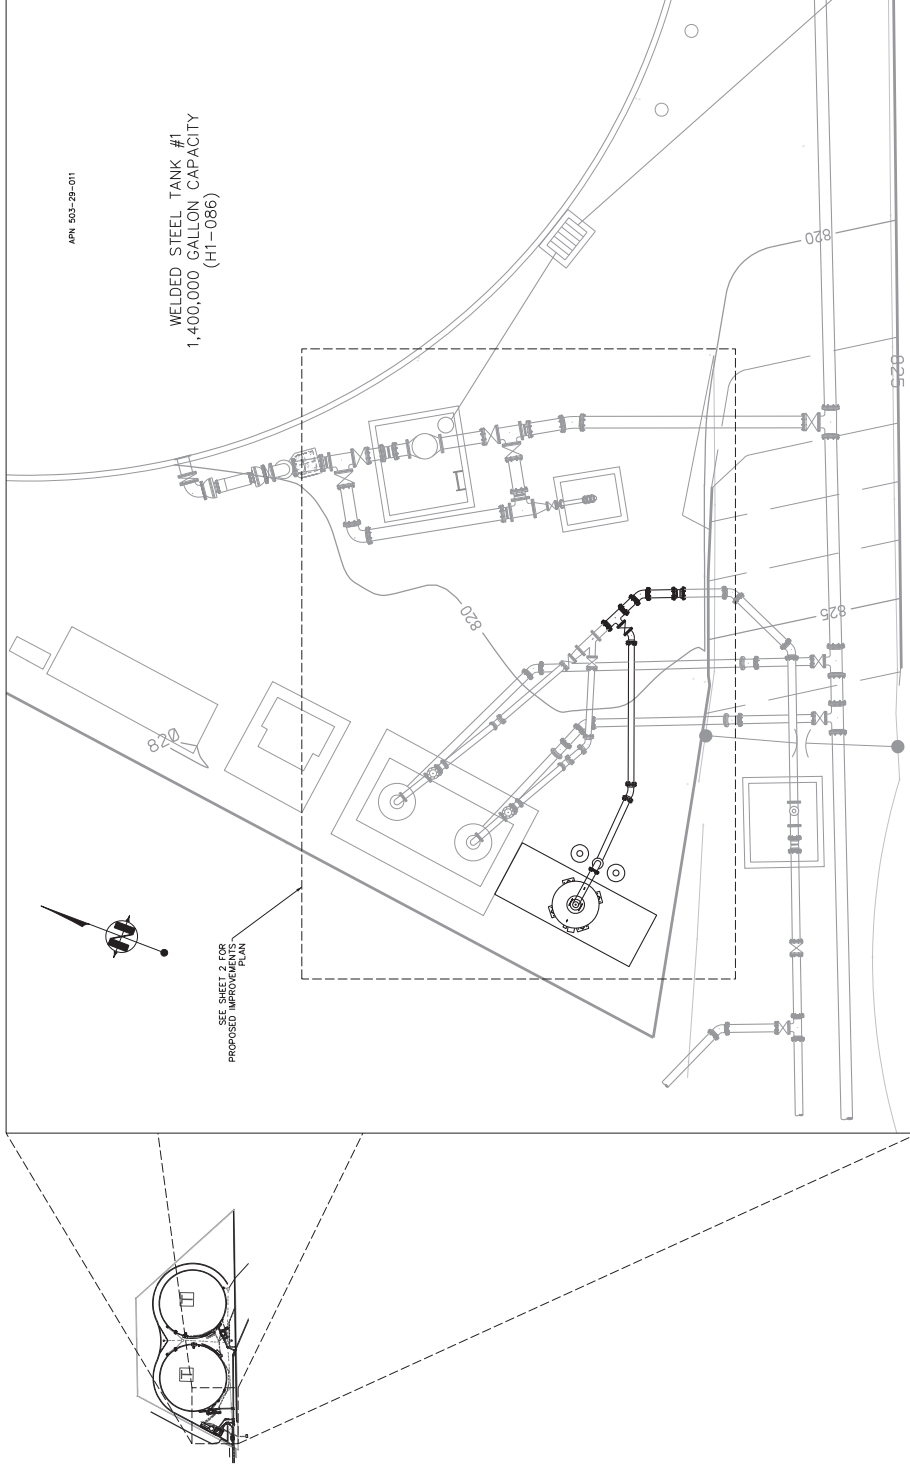 APN 503-29-011
WELDED STEEL TANK #1
1,400,000 GALLON CAPACITY
(H1-086)
820
825
820
825
820
SEE SHEET 2 FOR
PROPOSED IMPROVEMENTS
PLAN
N